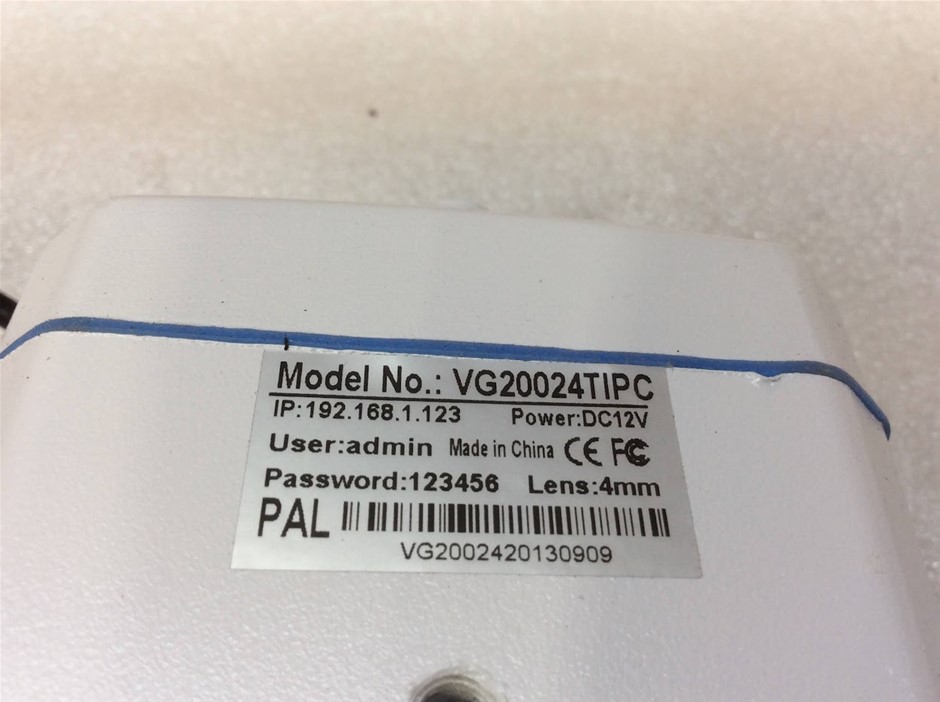 Model No.: VG20024TIPC
IP:192.168.1.123 Power:DC12V
User:admin Made in China CE FC
Password:123456 Lens:4mm
PAL
VG2002420130909